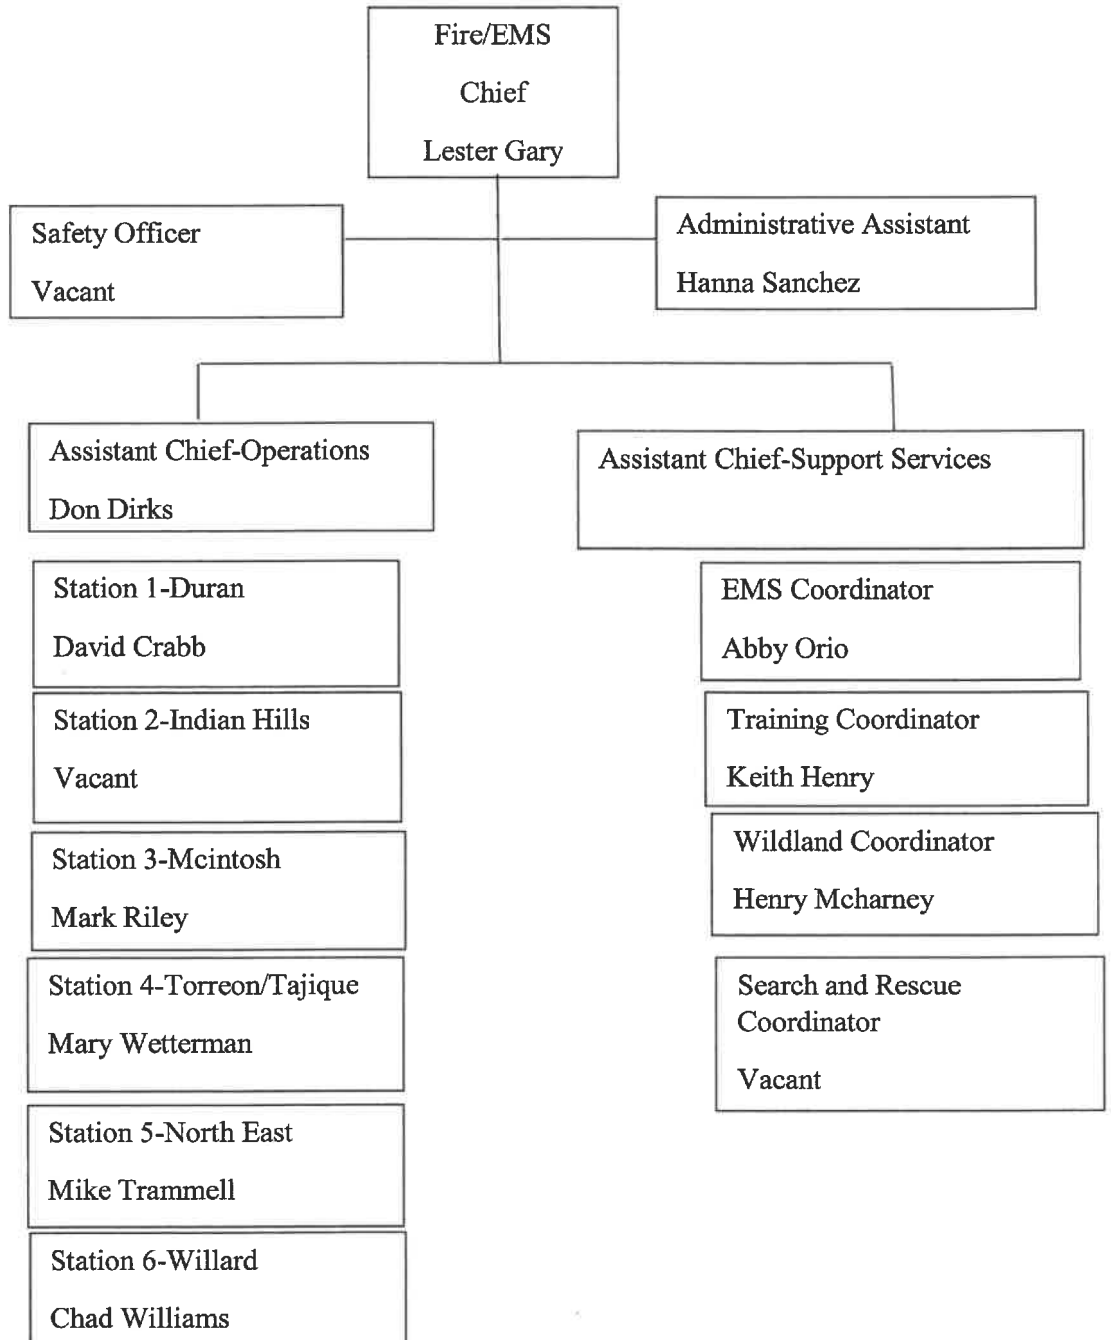 Fire/EMS
Chief
Lester Gary
Safety Officer
Vacant
Administrative Assistant
Hanna Sanchez
Assistant Chief-Operations
Don Dirks
Assistant Chief-Support Services
Station 1-Duran
David Crabb
Station 2-Indian Hills
Vacant
Station 3-Mcintosh
Mark Riley
Station 4-Torreon/Tajique
Mary Wetterman
Station 5-North East
Mike Trammell
Station 6-Willard
Chad Williams
EMS Coordinator
Abby Orio
Training Coordinator
Keith Henry
Wildland Coordinator
Henry Mcharney
Search and Rescue
Coordinator
Vacant